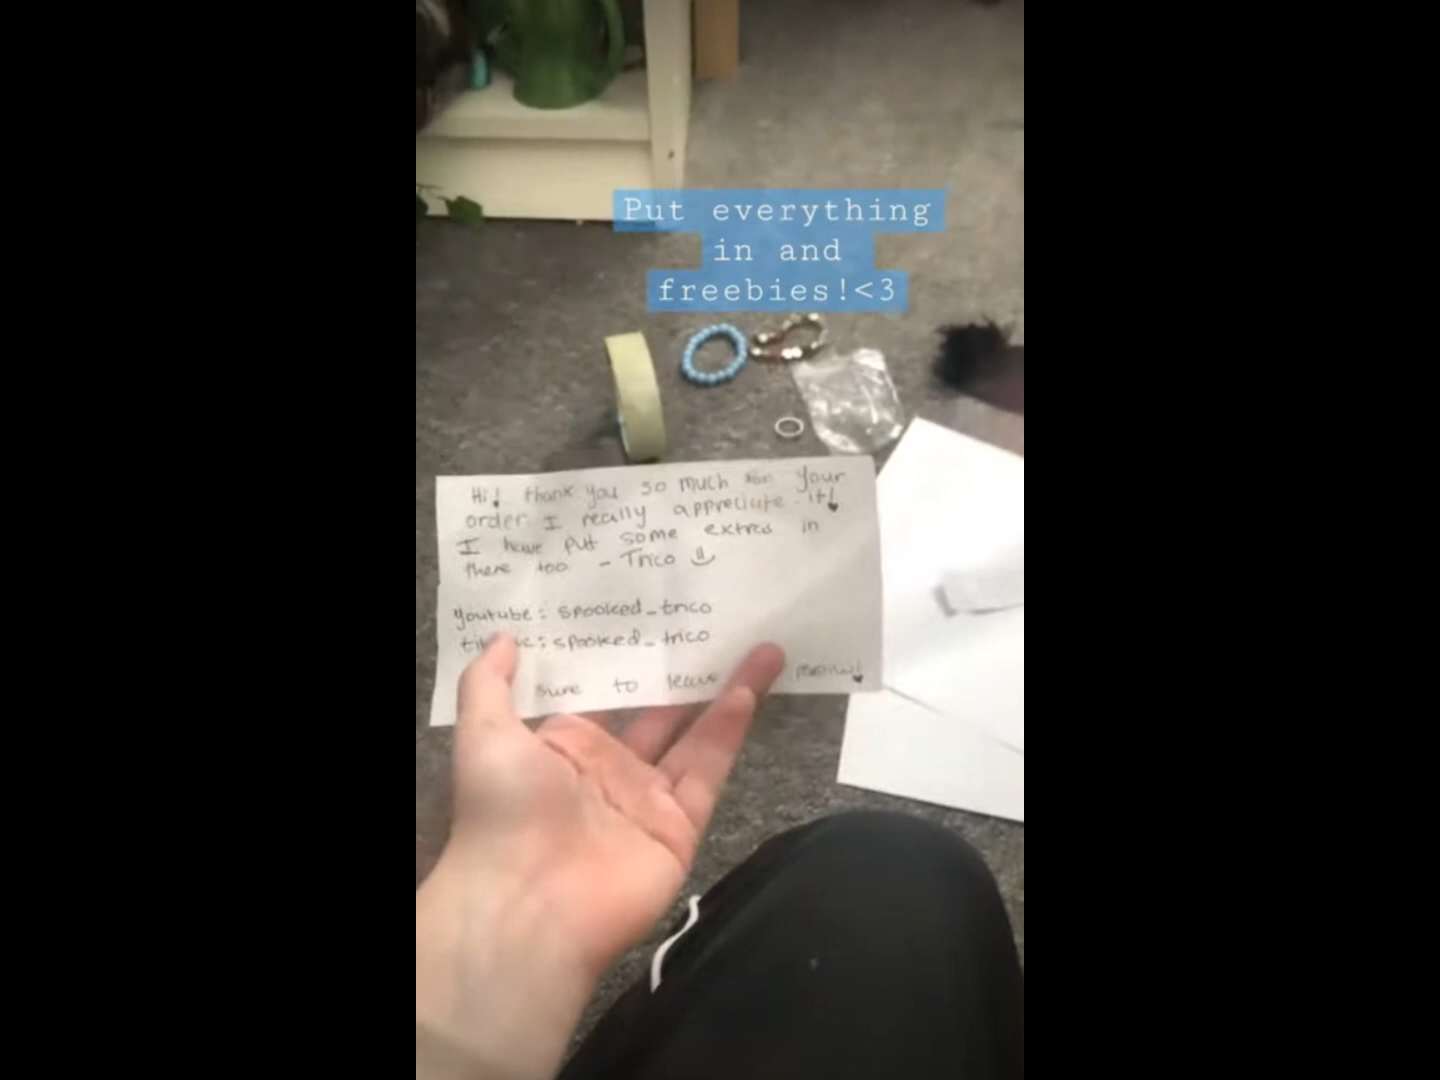 Put everything
in and
freebies!<3
Hi! thank you so much for your
order I really appreciate it!
I have put some extras in
there too - Trico
youtube: spooked_trico
spooked_trico
sure to leave